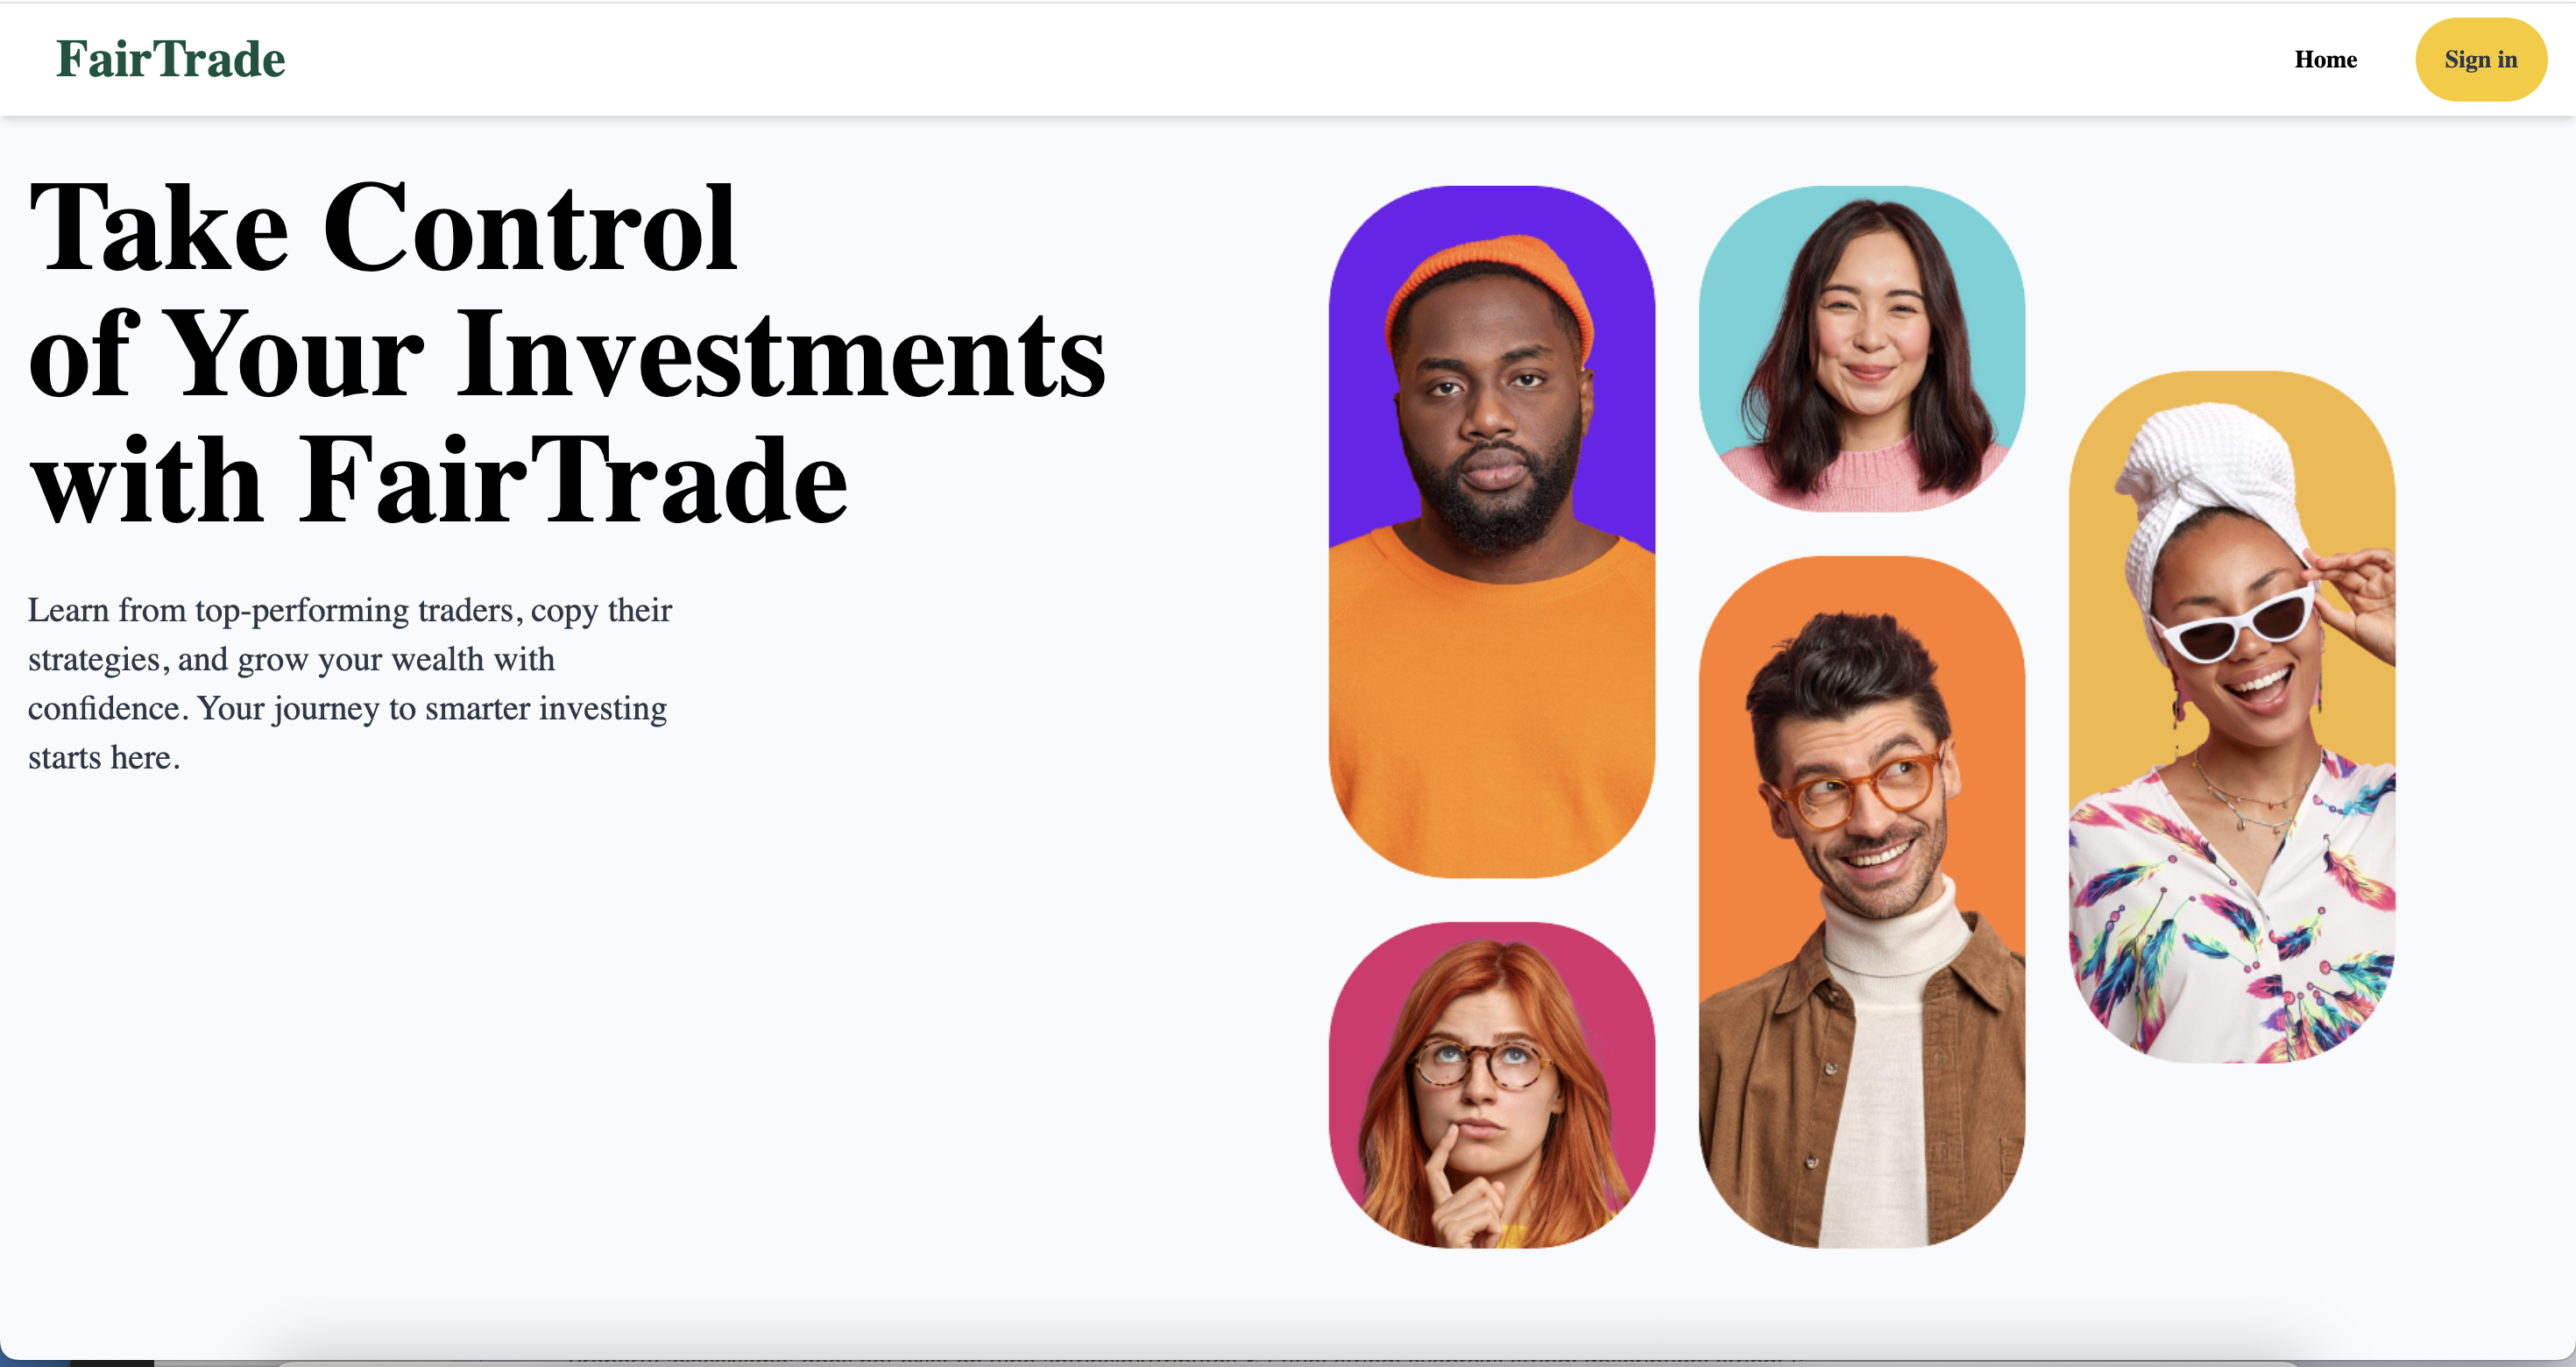 FairTrade
Home
Sign in
Take Control
of Your Investments
with FairTrade
Learn from top-performing traders, copy their
strategies, and grow your wealth with
confidence. Your journey to smarter investing
starts here.